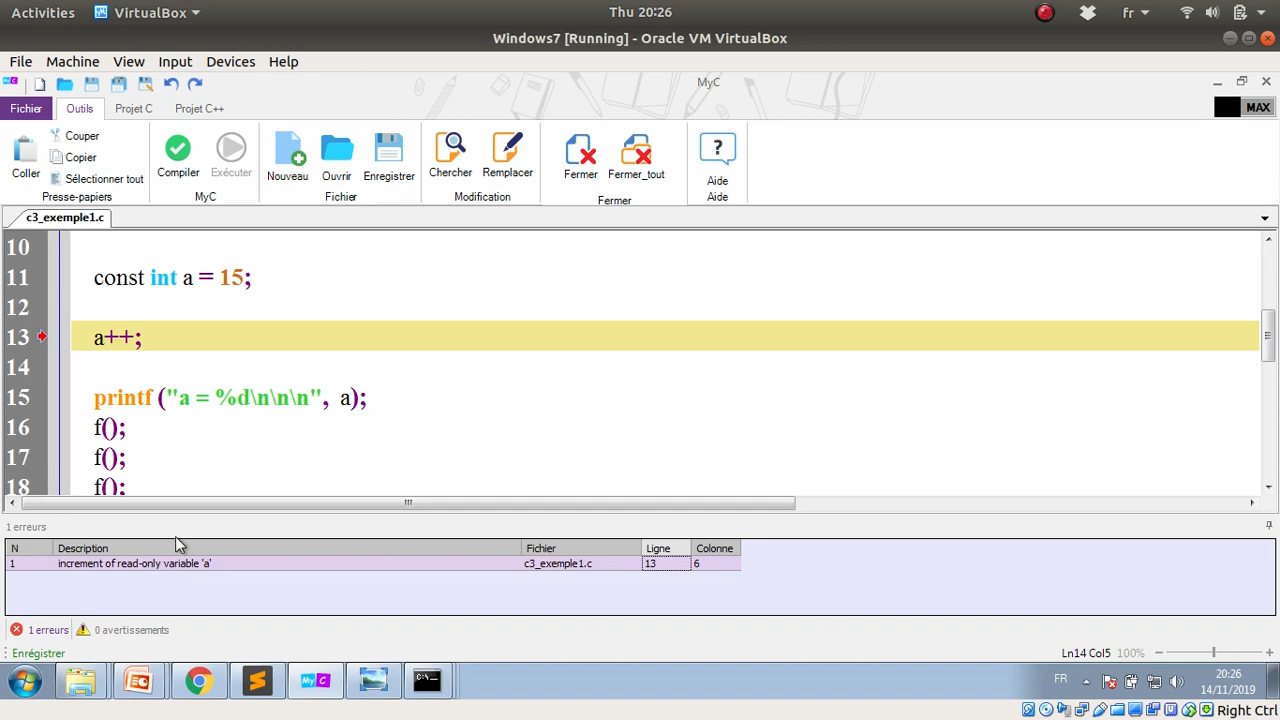 Activities VirtualBox Thu 20:26 fr
Windows7 [Running] - Oracle VM VirtualBox
File Machine View Input Devices Help
MyC MyC
Fichier Outils Projet C Projet C++ MAX
Coller Couper Copier Sélectionner tout
Presse-papiers
Compiler Exécuter
MyC
Nouveau Ouvrir Enregistrer
Fichier
Chercher Remplacer
Modification
Fermer Fermer_tout
Fermer
? Aide
Aide
c3_exemple1.c
10
11 const int a = 15;
12
13 a++;
14
15 printf ("a = %d\n\n\n", a);
16 f();
17 f();
18 f();
1 erreurs
N Description Fichier Ligne Colonne
1 increment of read-only variable 'a' c3_exemple1.c 13 6
1 erreurs 0 avertissements
Enrégistrer Ln14 Col5 100%
MyC FR 20:26
14/11/2019
Right Ctrl